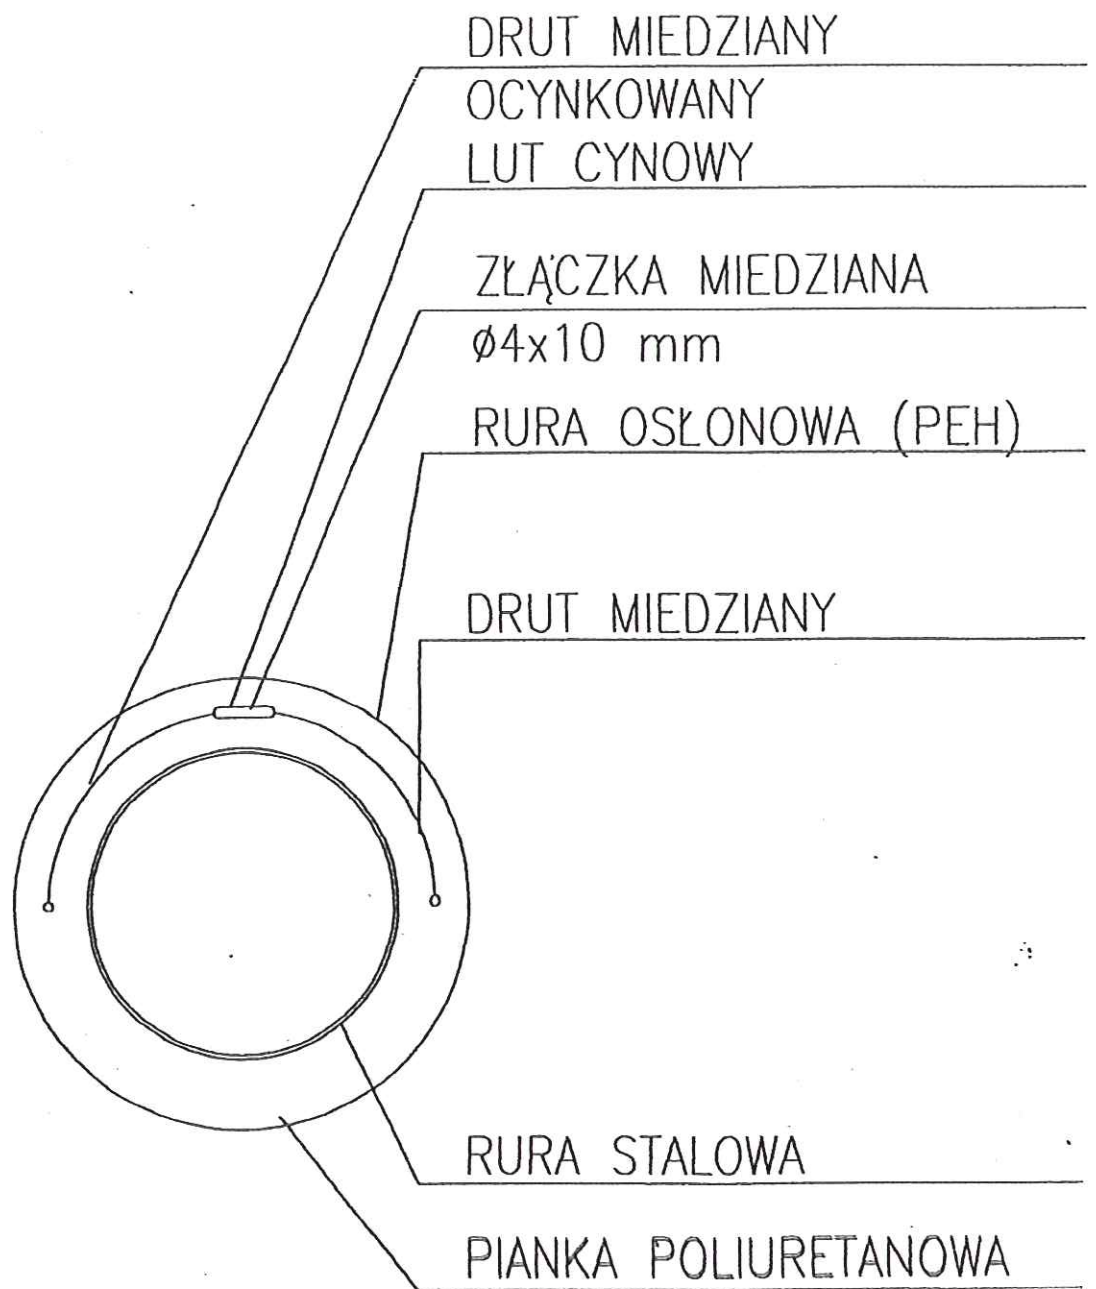 DRUT MIEDZIANY
OCYNKOWANY
LUT CYNOWY
ZŁĄCZKA MIEDZIANA
ø4x10 mm
RURA OSŁONOWA (PEH)
DRUT MIEDZIANY
RURA STALOWA
PIANKA POLIURETANOWA